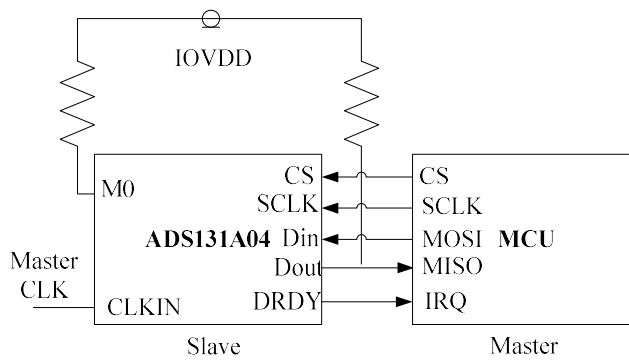 IOVDD
M0
CS
CS
SCLK
SCLK
ADS131A04
Din
MOSI
MCU
Master
CLK
Dout
MISO
CLKIN
DRDY
IRQ
Slave
Master